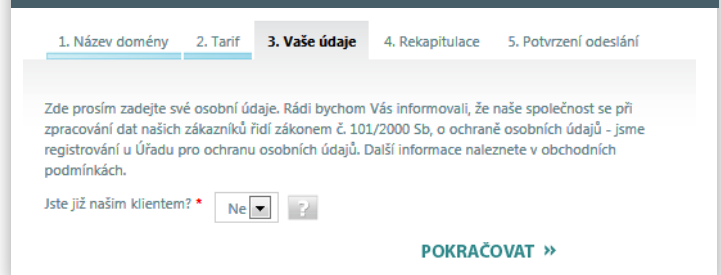 1. Název domény 2. Tarif 3. Vaše údaje 4. Rekapitulace 5. Potvrzení odeslání
Zde prosím zadejte své osobní údaje. Rádi bychom Vás informovali, že naše společnost se při
zpracování dat našich zákazníků řídí zákonem č. 101/2000 Sb, o ochraně osobních údajů - jsme
registrování u Úřadu pro ochranu osobních údajů. Další informace naleznete v obchodních
podmínkách.
Jste již našim klientem? * Ne ?
POKRAČOVAT »